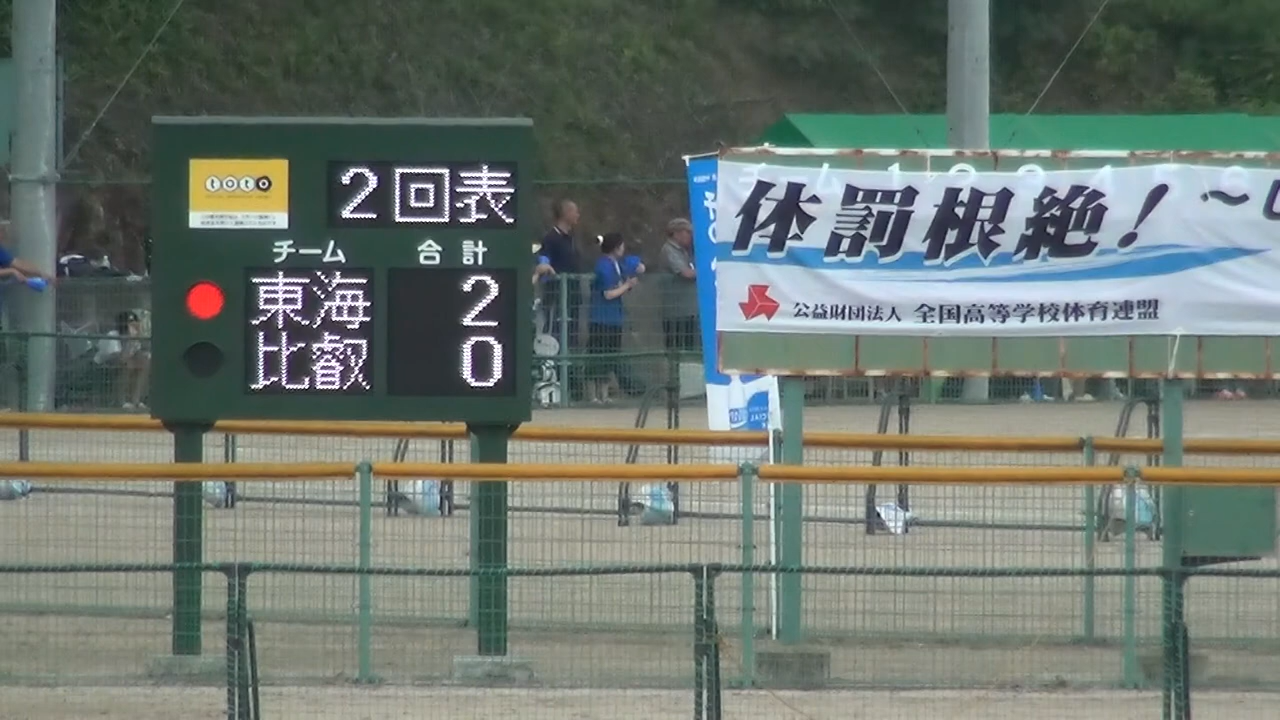 toto
2回表
チーム 合計
東海 2
比叡 0
体罰根絶！～
公益財団法人 全国高等学校体育連盟